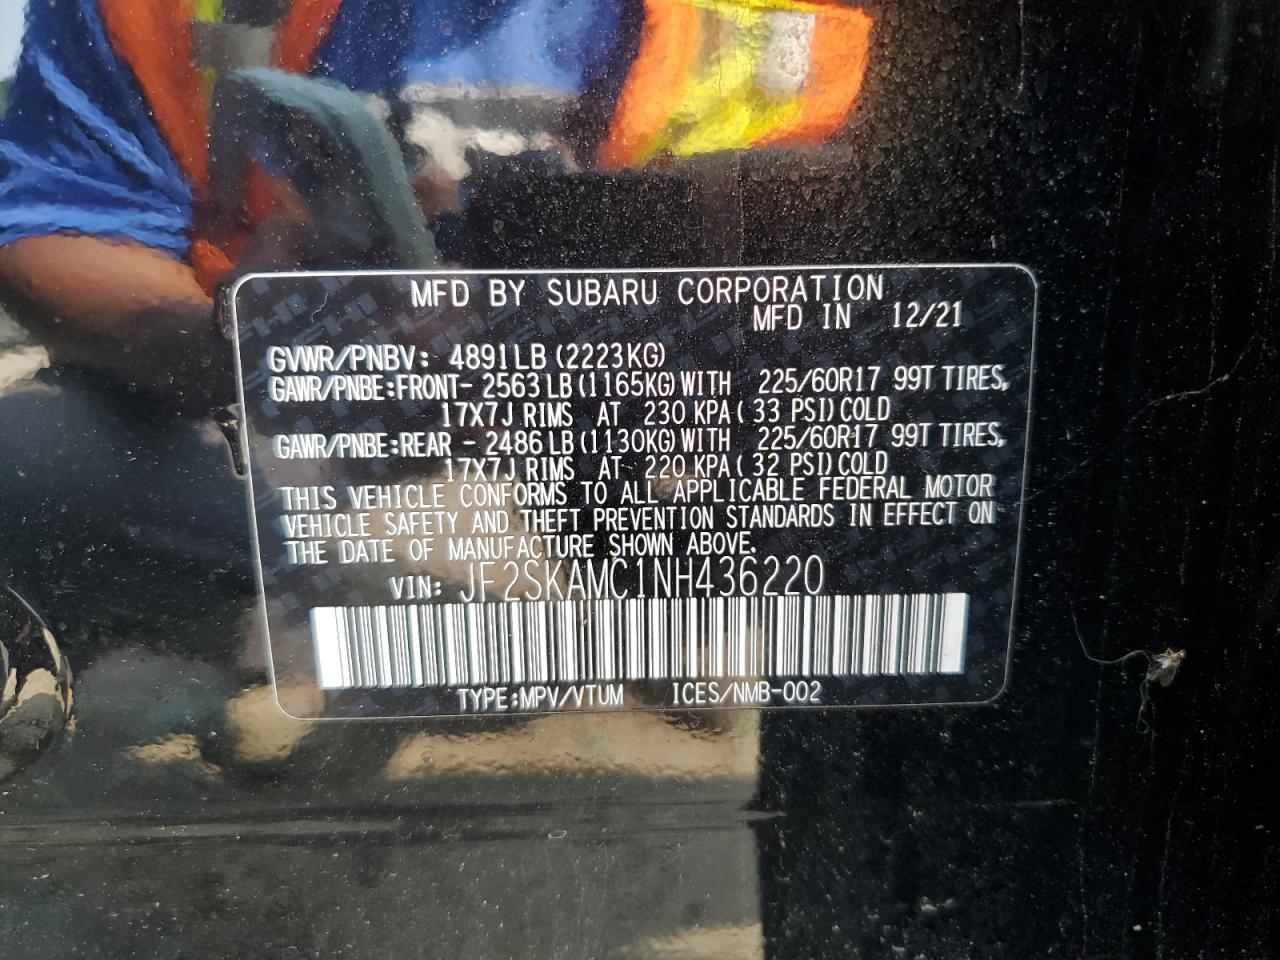 MFD BY SUBARU CORPORATION
MFD IN 12/21
GVWR/PNBV: 4891LB (2223KG)
GAWR/PNBE:FRONT- 2563LB (1165KG) WITH 225/60R17 99T TIRES,
17X7J RIMS AT 230 KPA ( 33 PSI) COLD
GAWR/PNBE:REAR - 2486LB (1130KG) WITH 225/60R17 99T TIRES,
17X7J RIMS AT 220 KPA ( 32 PSI) COLD
THIS VEHICLE CONFORMS TO ALL APPLICABLE FEDERAL MOTOR
VEHICLE SAFETY AND THEFT PREVENTION STANDARDS IN EFFECT ON
THE DATE OF MANUFACTURE SHOWN ABOVE.
VIN: JF2SKAMC1NH436220
TYPE:MPV/VTUM ICES/NMB-002